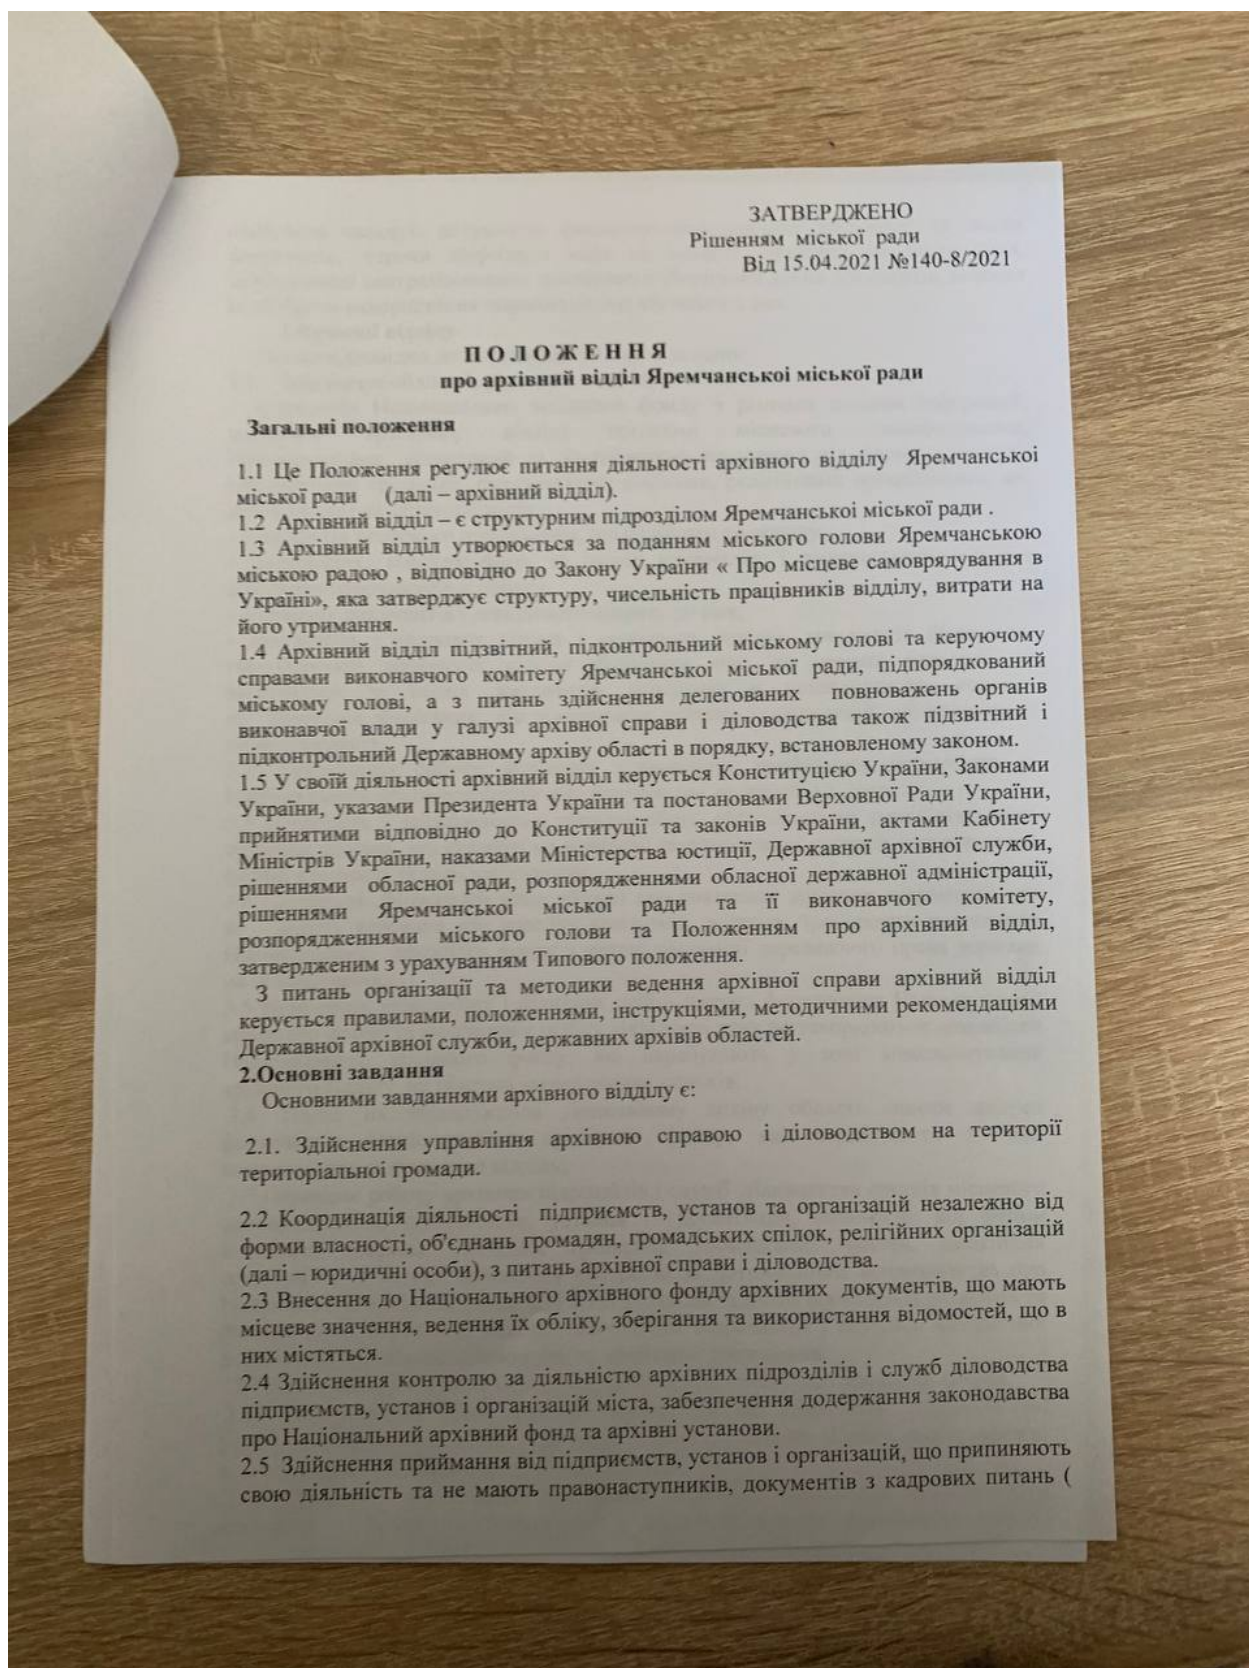 ЗАТВЕРДЖЕНО
Рішенням міської ради
Від 15.04.2021 №140-8/2021
П О Л О Ж Е Н Н Я
про архівний відділ Яремчанської міської ради
Загальні положення
1.1 Це Положення регулює питання діяльності архівного відділу Яремчанської
міської ради (далі – архівний відділ).
1.2 Архівний відділ – є структурним підрозділом Яремчанської міської ради .
1.3 Архівний відділ утворюється за поданням міського голови Яремчанською
міською радою , відповідно до Закону України « Про місцеве самоврядування в
Україні», яка затверджує структуру, чисельність працівників відділу, витрати на
його утримання.
1.4 Архівний відділ підзвітний, підконтрольний міському голові та керуючому
справами виконавчого комітету Яремчанської міської ради, підпорядкований
міському голові, а з питань здійснення делегованих повноважень органів
виконавчої влади у галузі архівної справи і діловодства також підзвітний і
підконтрольний Державному архіву області в порядку, встановленому законом.
1.5 У своїй діяльності архівний відділ керується Конституцією України, Законами
України, указами Президента України та постановами Верховної Ради України,
прийнятими відповідно до Конституції та законів України, актами Кабінету
Міністрів України, наказами Міністерства юстиції, Державної архівної служби,
рішеннями обласної ради, розпорядженнями обласної державної адміністрації,
рішеннями Яремчанської міської ради та її виконавчого комітету,
розпорядженнями міського голови та Положенням про архівний відділ,
затвердженим з урахуванням Типового положення.
З питань організації та методики ведення архівної справи архівний відділ
керується правилами, положеннями, інструкціями, методичними рекомендаціями
Державної архівної служби, державних архівів областей.
2.Основні завдання
Основними завданнями архівного відділу є:
2.1. Здійснення управління архівною справою і діловодством на території
територіальної громади.
2.2 Координація діяльності підприємств, установ та організацій незалежно від
форми власності, об'єднань громадян, громадських спілок, релігійних організацій
(далі – юридичні особи), з питань архівної справи і діловодства.
2.3 Внесення до Національного архівного фонду архівних документів, що мають
місцеве значення, ведення їх обліку, зберігання та використання відомостей, що в
них містяться.
2.4 Здійснення контролю за діяльністю архівних підрозділів і служб діловодства
підприємств, установ і організацій міста, забезпечення додержання законодавства
про Національний архівний фонд та архівні установи.
2.5 Здійснення приймання від підприємств, установ і організацій, що припиняють
свою діяльність та не мають правонаступників, документів з кадрових питань (